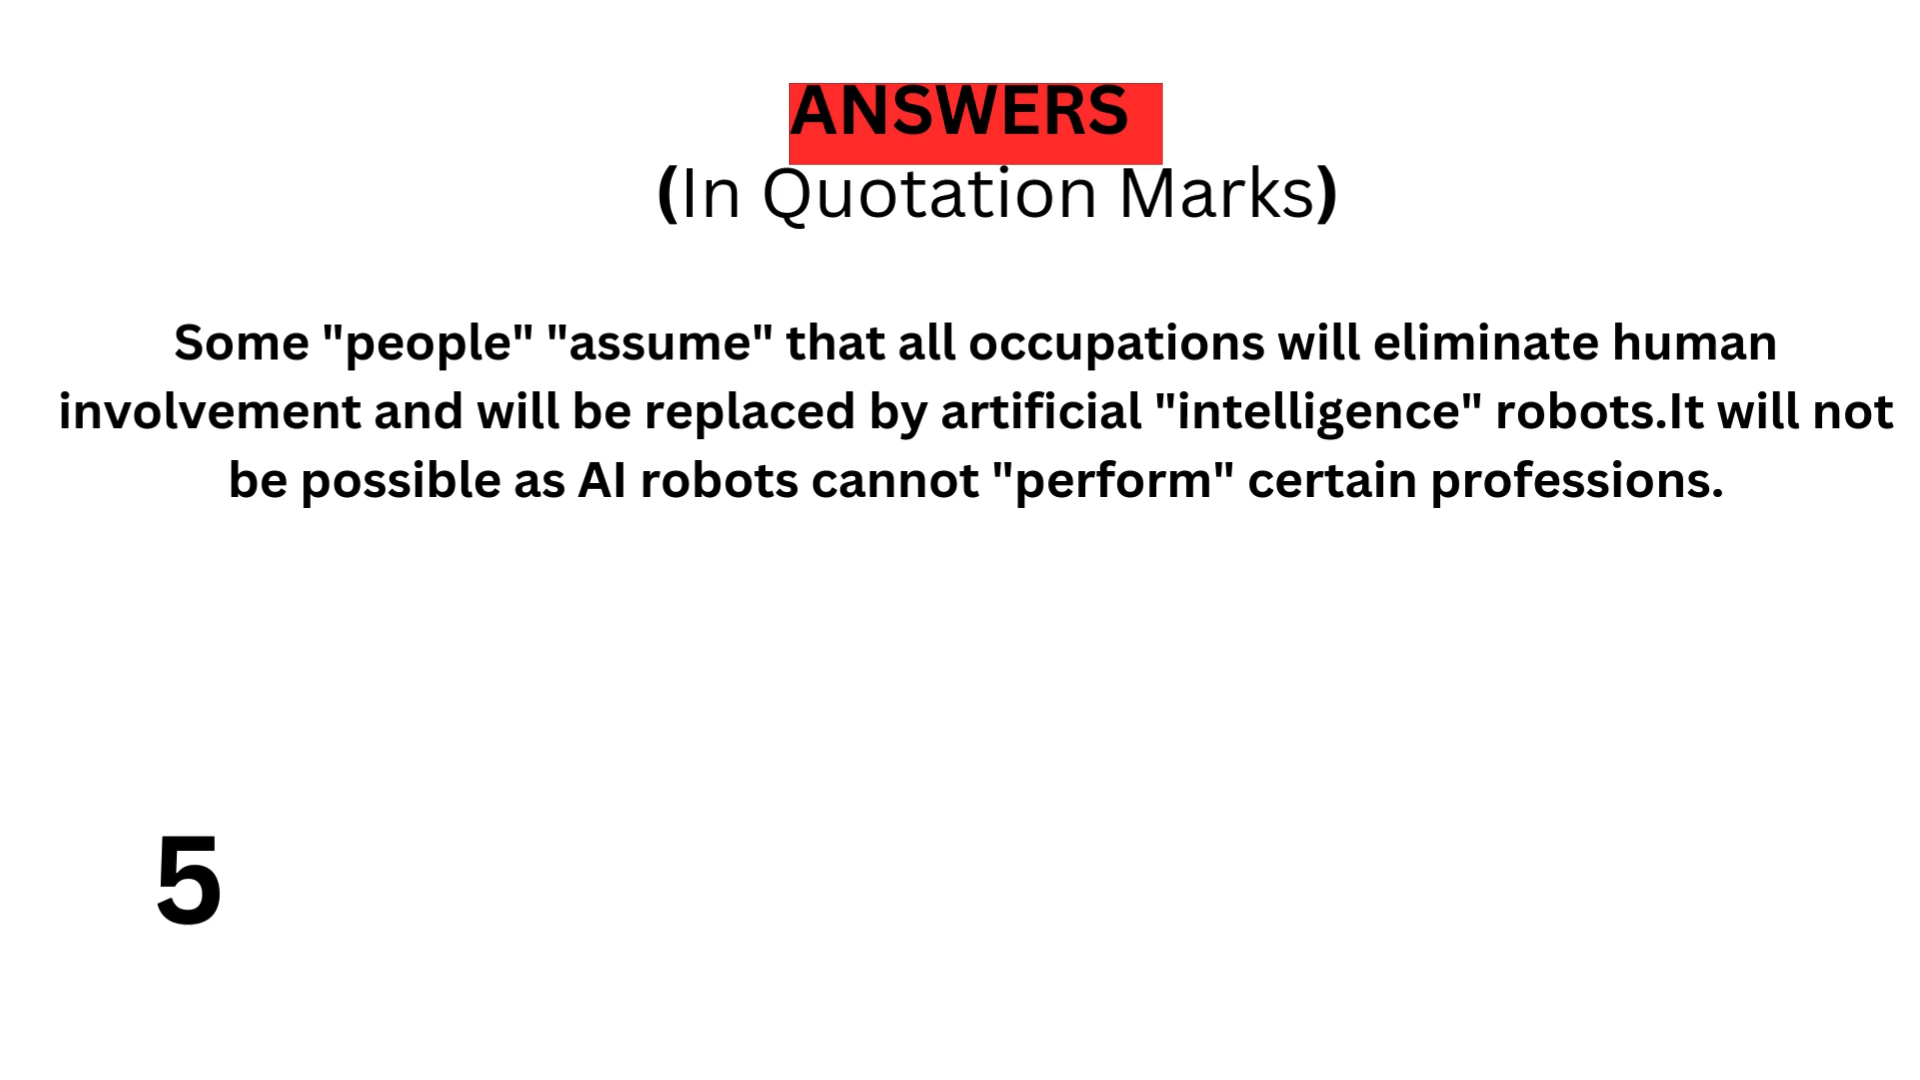 ANSWERS
(In Quotation Marks)
Some "people" "assume" that all occupations will eliminate human
involvement and will be replaced by artificial "intelligence" robots.It will not
be possible as AI robots cannot "perform" certain professions.
5